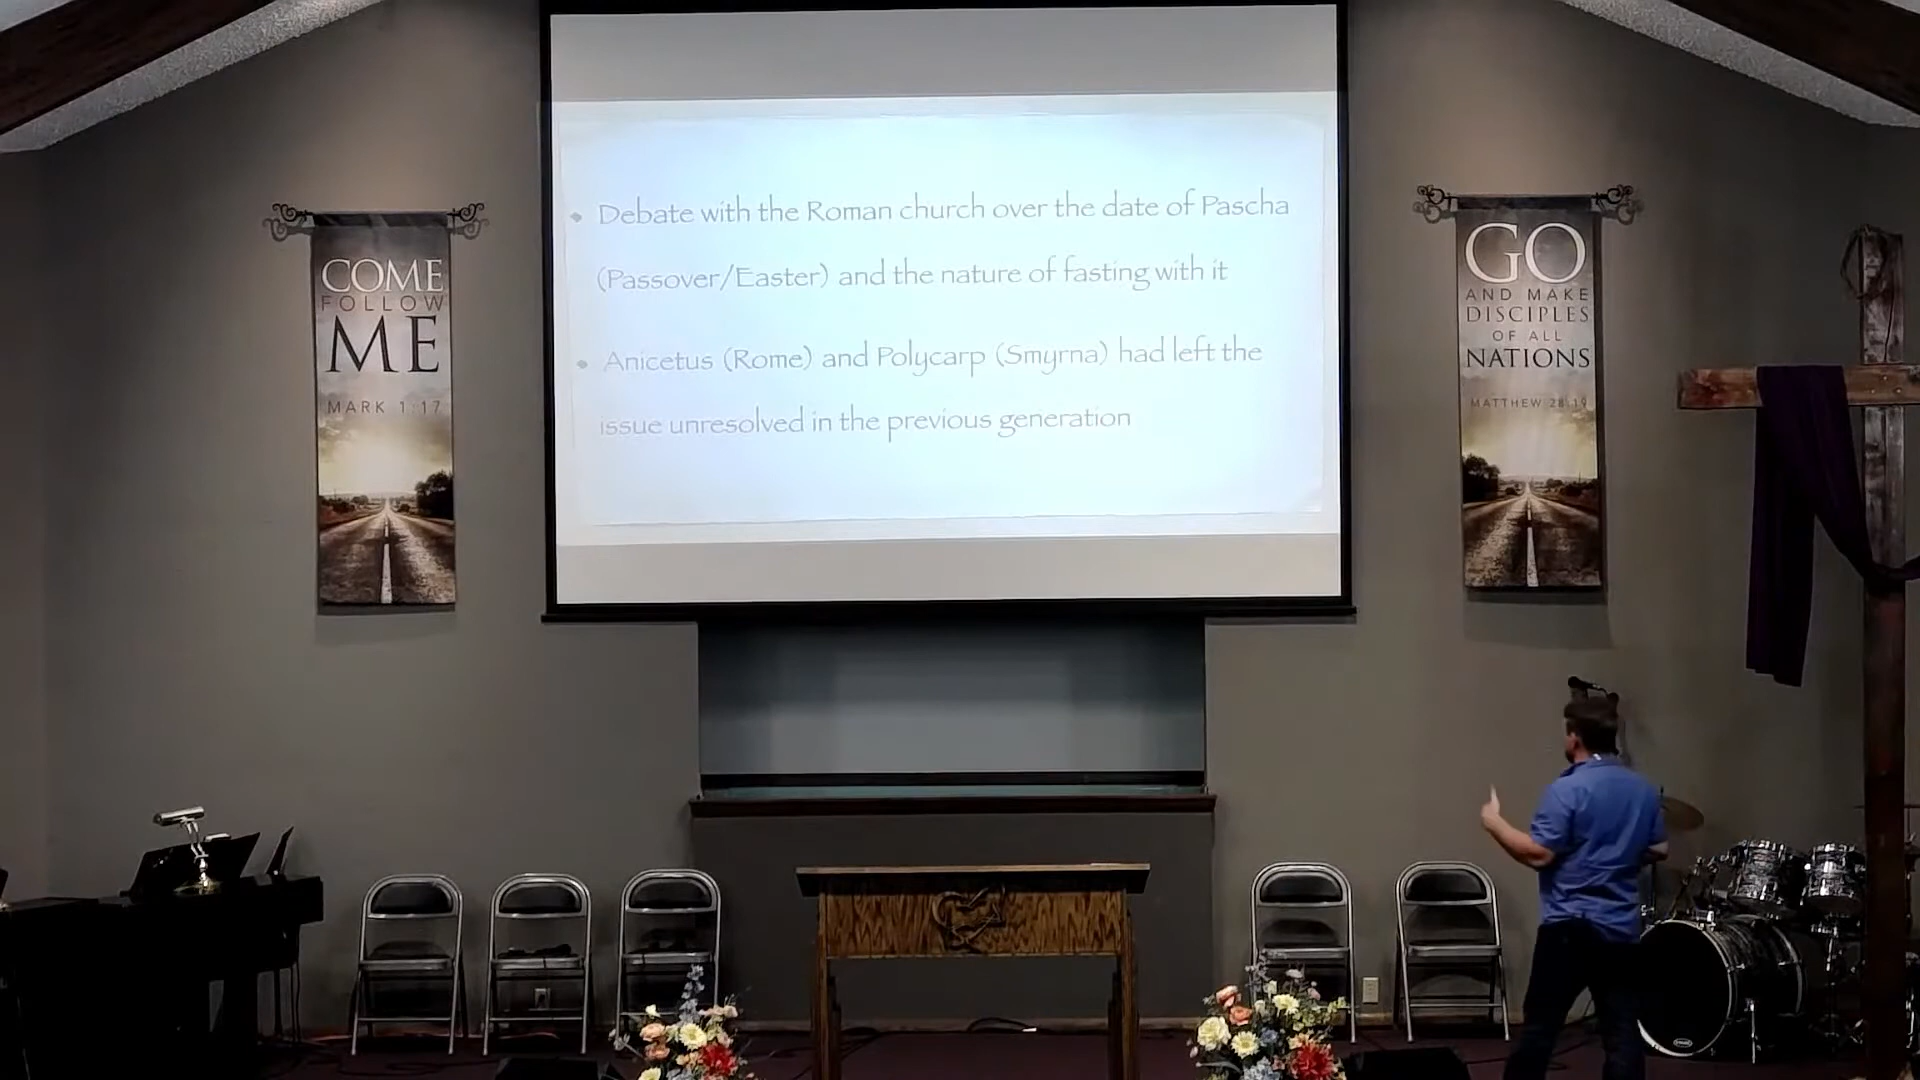 Debate with the Roman church over the date of Pascha
(Passover/Easter) and the nature of fasting with it
Anicetus (Rome) and Polycarp (Smyrna) had left the
issue unresolved in the previous generation
COME
FOLLOW
ME
MARK 1:17
GO
AND MAKE
DISCIPLES
OF ALL
NATIONS
MATTHEW 28:19